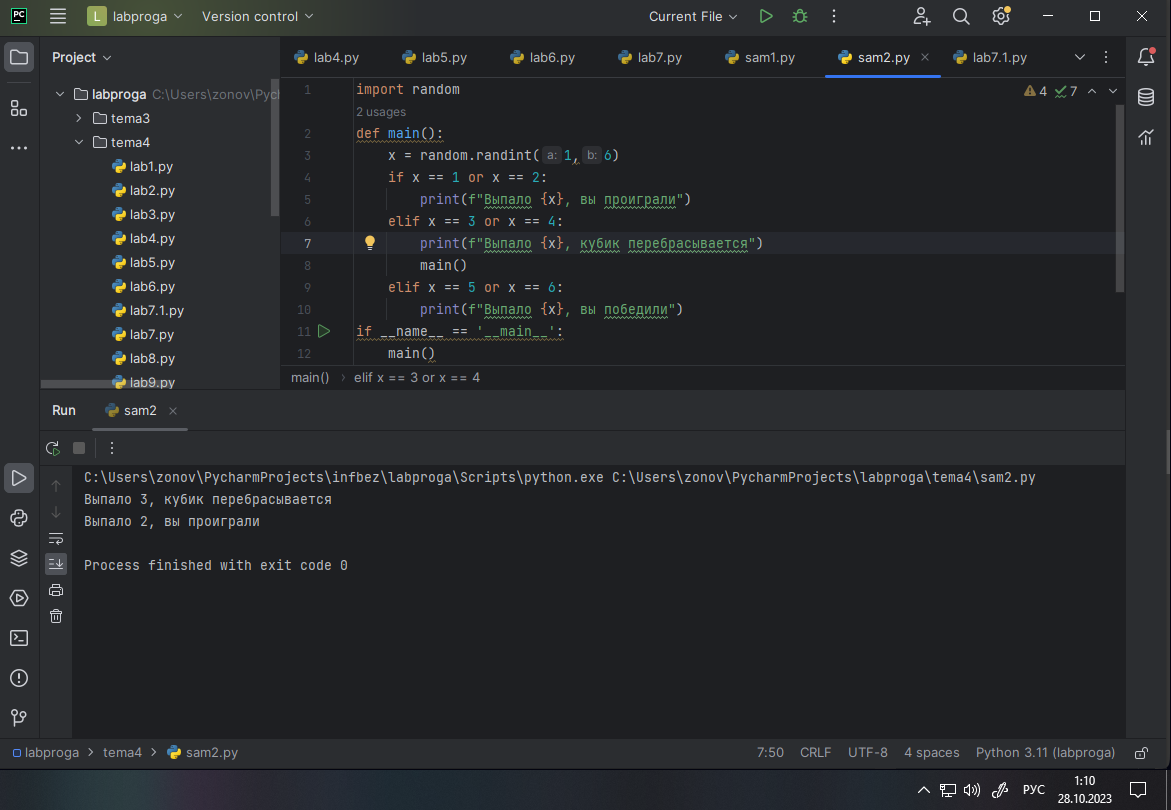 PC L labproga Version control Current File
Project
lab4.py lab5.py lab6.py lab7.py sam1.py sam2.py lab7.1.py
labproga C:\Users\zonov\Pych
tema3
tema4
lab1.py
lab2.py
lab3.py
lab4.py
lab5.py
lab6.py
lab7.1.py
lab7.py
lab8.py
lab9.py
4 7
1 import random
2 usages
2 def main():
3 x = random.randint( a: 1, b: 6)
4 if x == 1 or x == 2:
5 print(f"Выпало {x}, вы проиграли")
6 elif x == 3 or x == 4:
7 print(f"Выпало {x}, кубик перебрасывается")
8 main()
9 elif x == 5 or x == 6:
10 print(f"Выпало {x}, вы победили")
11 if __name__ == '__main__':
12 main()
main() › elif x == 3 or x == 4
Run sam2
C:\Users\zonov\PycharmProjects\infbez\labproga\Scripts\python.exe C:\Users\zonov\PycharmProjects\labproga\tema4\sam2.py
Выпало 3, кубик перебрасывается
Выпало 2, вы проиграли
Process finished with exit code 0
labproga › tema4 › sam2.py 7:50 CRLF UTF-8 4 spaces Python 3.11 (labproga)
РУС 1:10
28.10.2023